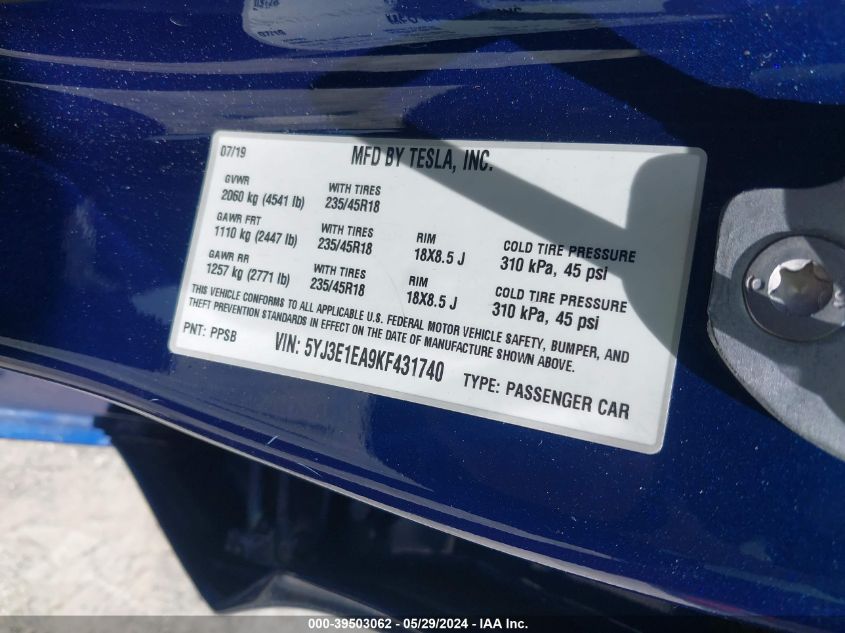 07/19
MFD BY TESLA, INC.
GVWR
2060 kg (4541 lb)
WITH TIRES
235/45R18
GAWR FRT
1110 kg (2447 lb)
WITH TIRES
235/45R18
RIM
18X8.5 J
COLD TIRE PRESSURE
310 kPa, 45 psi
GAWR RR
1257 kg (2771 lb)
WITH TIRES
235/45R18
RIM
18X8.5 J
COLD TIRE PRESSURE
310 kPa, 45 psi
THIS VEHICLE CONFORMS TO ALL APPLICABLE U.S. FEDERAL MOTOR VEHICLE SAFETY, BUMPER, AND
THEFT PREVENTION STANDARDS IN EFFECT ON THE DATE OF MANUFACTURE SHOWN ABOVE.
PNT: PPSB
VIN: 5YJ3E1EA9KF431740
TYPE: PASSENGER CAR
00-39503062 - 05/29/2024 - IAA Inc.